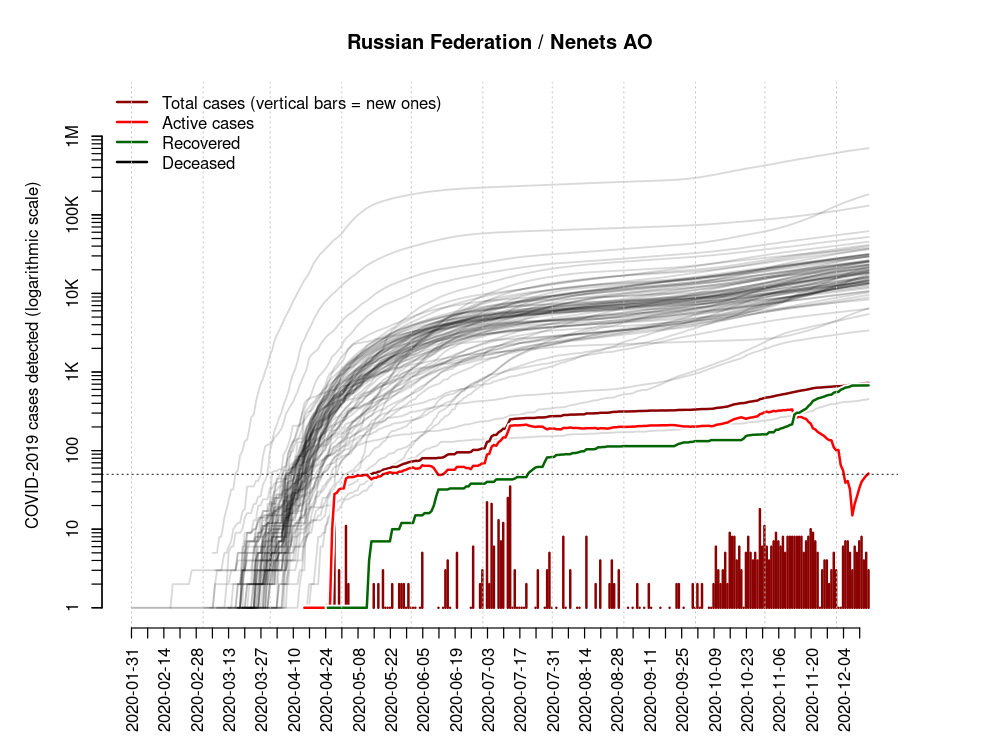 Russian Federation / Nenets AO
Total cases (vertical bars = new ones)
Active cases
Recovered
Deceased
COVID-2019 cases detected (logarithmic scale)
1M
100K
10K
1K
100
10
1
2020-01-31
2020-02-14
2020-02-28
2020-03-13
2020-03-27
2020-04-10
2020-04-24
2020-05-08
2020-05-22
2020-06-05
2020-06-19
2020-07-03
2020-07-17
2020-07-31
2020-08-14
2020-08-28
2020-09-11
2020-09-25
2020-10-09
2020-10-23
2020-11-06
2020-11-20
2020-12-04